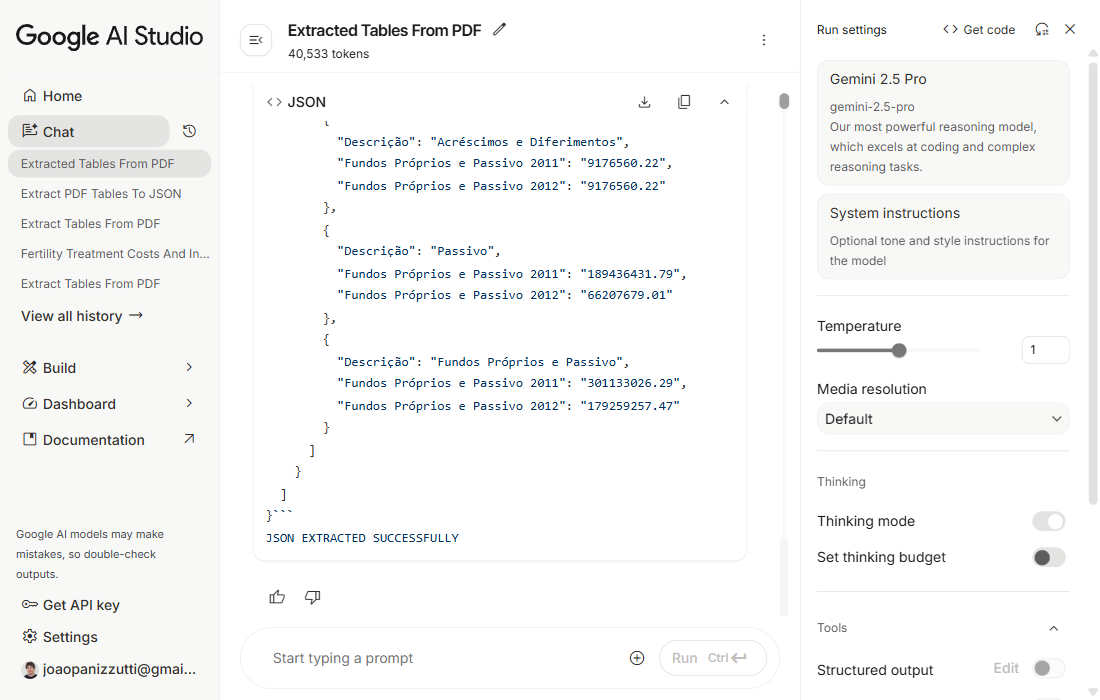 Google AI Studio
Home
Chat
Extracted Tables From PDF
Extract PDF Tables To JSON
Extract Tables From PDF
Fertility Treatment Costs And In...
Extract Tables From PDF
View all history →
Build
Dashboard
Documentation
Google AI models may make
mistakes, so double-check
outputs.
Get API key
Settings
joaopanizzutti@gmai...
Extracted Tables From PDF
40,533 tokens
<> JSON
{
"Descrição": "Acréscimos e Diferimentos",
"Fundos Próprios e Passivo 2011": "9176560.22",
"Fundos Próprios e Passivo 2012": "9176560.22"
},
{
"Descrição": "Passivo",
"Fundos Próprios e Passivo 2011": "189436431.79",
"Fundos Próprios e Passivo 2012": "66207679.01"
},
{
"Descrição": "Fundos Próprios e Passivo",
"Fundos Próprios e Passivo 2011": "301133026.29",
"Fundos Próprios e Passivo 2012": "179259257.47"
}
]
}
]
}```
JSON EXTRACTED SUCCESSFULLY
Start typing a prompt
Run Ctrl
Run settings
<> Get code
Gemini 2.5 Pro
gemini-2.5-pro
Our most powerful reasoning model,
which excels at coding and complex
reasoning tasks.
System instructions
Optional tone and style instructions for
the model
Temperature
1
Media resolution
Default
Thinking
Thinking mode
Set thinking budget
Tools
Structured output
Edit